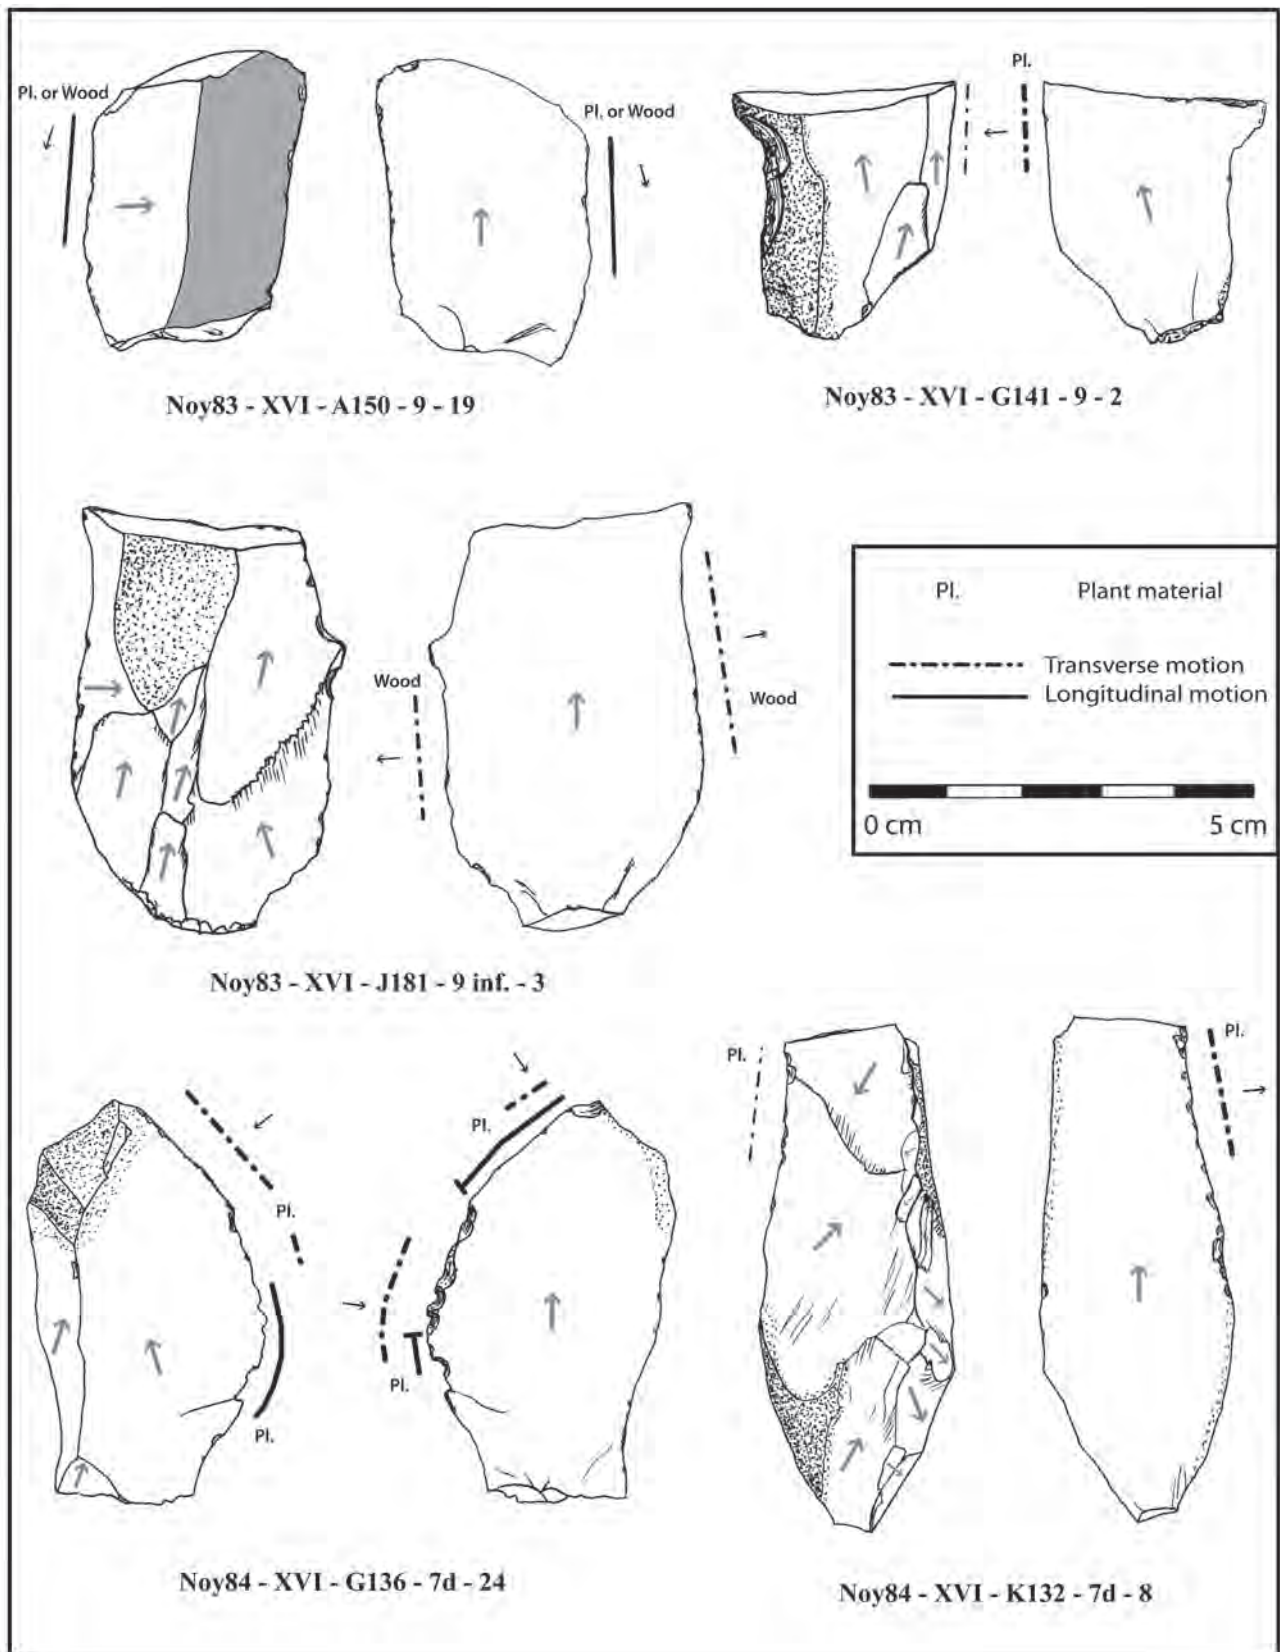 Pl. or Wood
Pl. or Wood
Pl.
Noy83 - XVI - A150 - 9 - 19
Noy83 - XVI - G141 - 9 - 2
Wood
Wood
Pl. Plant material
Transverse motion
Longitudinal motion
0 cm 5 cm
Noy83 - XVI - J181 - 9 inf. - 3
Pl.
Pl.
Pl.
Pl.
Pl.
Pl.
Noy84 - XVI - G136 - 7d - 24
Noy84 - XVI - K132 - 7d - 8